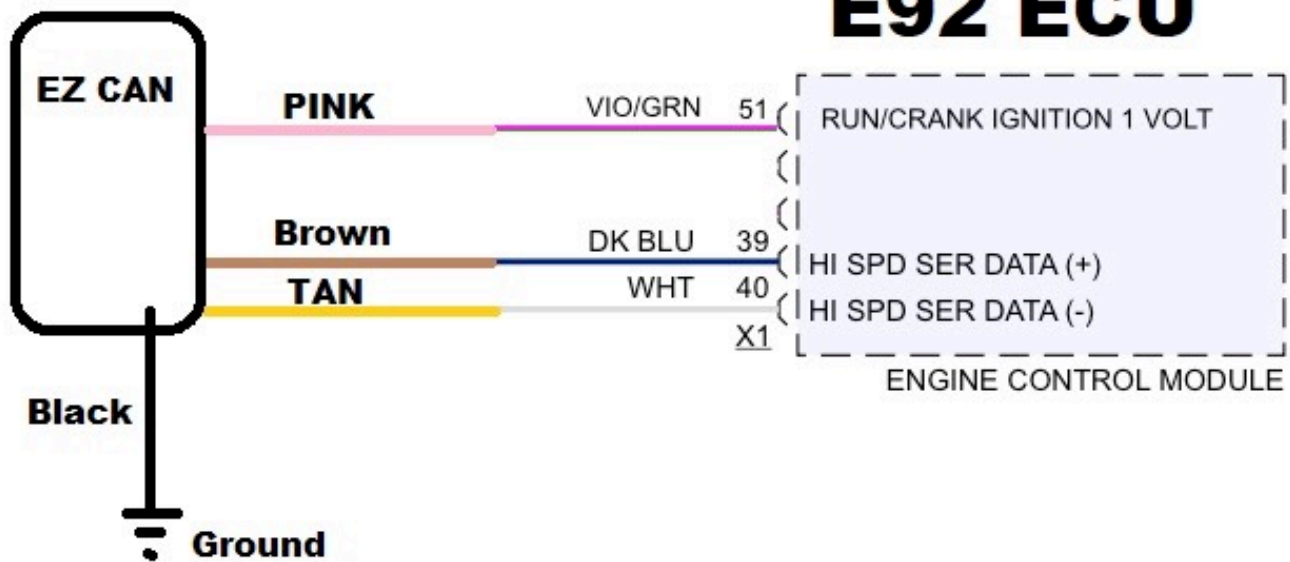 E92 ECU
EZ CAN
PINK
VIO/GRN
51
RUN/CRANK IGNITION 1 VOLT
Brown
DK BLU
39
HI SPD SER DATA (+)
TAN
WHT
40
HI SPD SER DATA (-)
X1
ENGINE CONTROL MODULE
Black
Ground